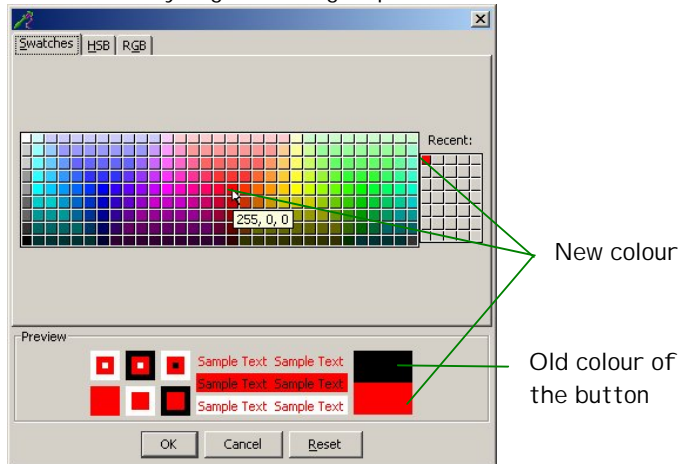 Swatches HSB RGB
Recent:
255, 0, 0
New colour
Preview
Sample Text Sample Text
Sample Text Sample Text
Sample Text Sample Text
Old colour of
the button
OK Cancel Reset